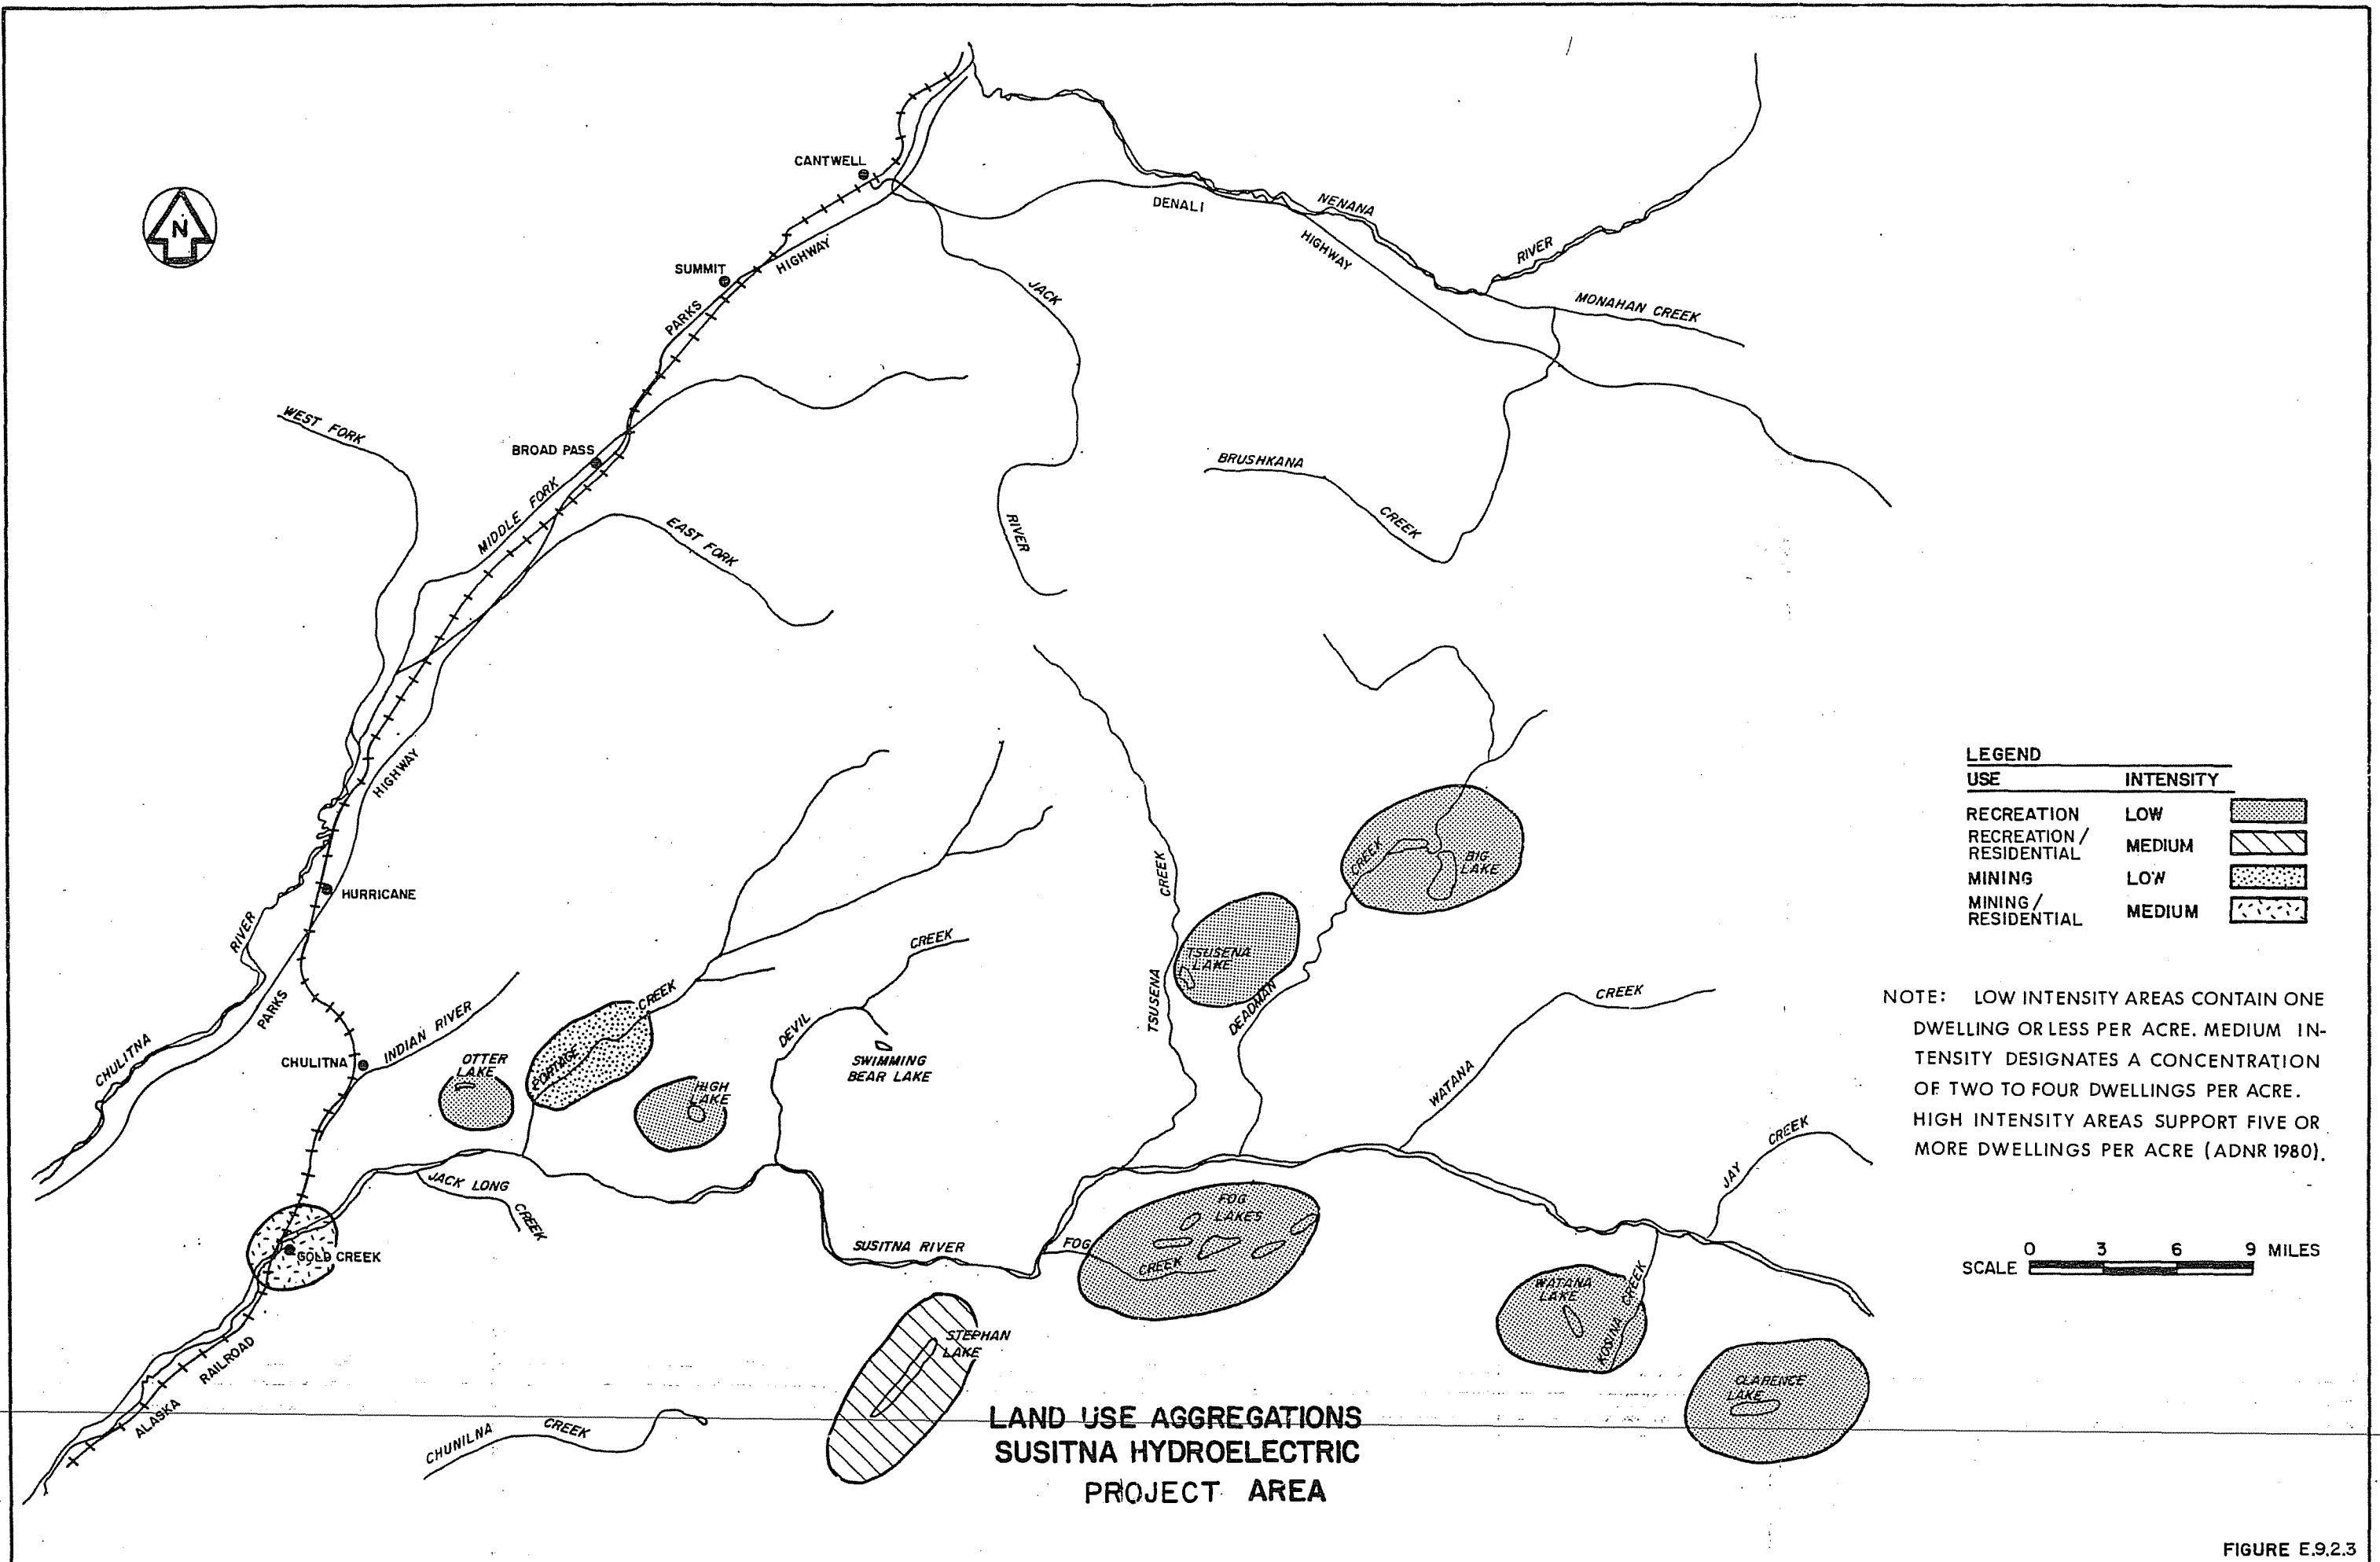 N
CANTWELL
SUMMIT
PARKS
HIGHWAY
DENALI
HIGHWAY
NENANA
RIVER
MONAHAN CREEK
JACK
RIVER
WEST FORK
BROAD PASS
MIDDLE FORK
EAST FORK
BRUSHKANA
CREEK
HIGHWAY
HURRICANE
RIVER
PARKS
CHULITNA
CHULITNA
INDIAN RIVER
OTTER
LAKE
PORTAGE
CREEK
HIGH
LAKE
DEVIL
CREEK
SWIMMING
BEAR LAKE
TSUSENA
CREEK
TSUSENA
LAKE
DEADMAN
CREEK
BIG
LAKE
WATANA
CREEK
JAY
CREEK
JACK LONG
CREEK
GOLD CREEK
SUSITNA RIVER
FOG
CREEK
FOG
LAKES
WATANA
LAKE
KOSINA CREEK
CLARENCE
LAKE
STEPHAN
LAKE
ALASKA
RAILROAD
CHUNILNA
CREEK
LEGEND
USE INTENSITY
RECREATION LOW
RECREATION /
RESIDENTIAL MEDIUM
MINING LOW
MINING /
RESIDENTIAL MEDIUM
NOTE: LOW INTENSITY AREAS CONTAIN ONE
DWELLING OR LESS PER ACRE. MEDIUM IN-
TENSITY DESIGNATES A CONCENTRATION
OF TWO TO FOUR DWELLINGS PER ACRE.
HIGH INTENSITY AREAS SUPPORT FIVE OR
MORE DWELLINGS PER ACRE (ADNR 1980).
0 3 6 9 MILES
SCALE
LAND USE AGGREGATIONS
SUSITNA HYDROELECTRIC
PROJECT AREA
FIGURE E.9.2.3